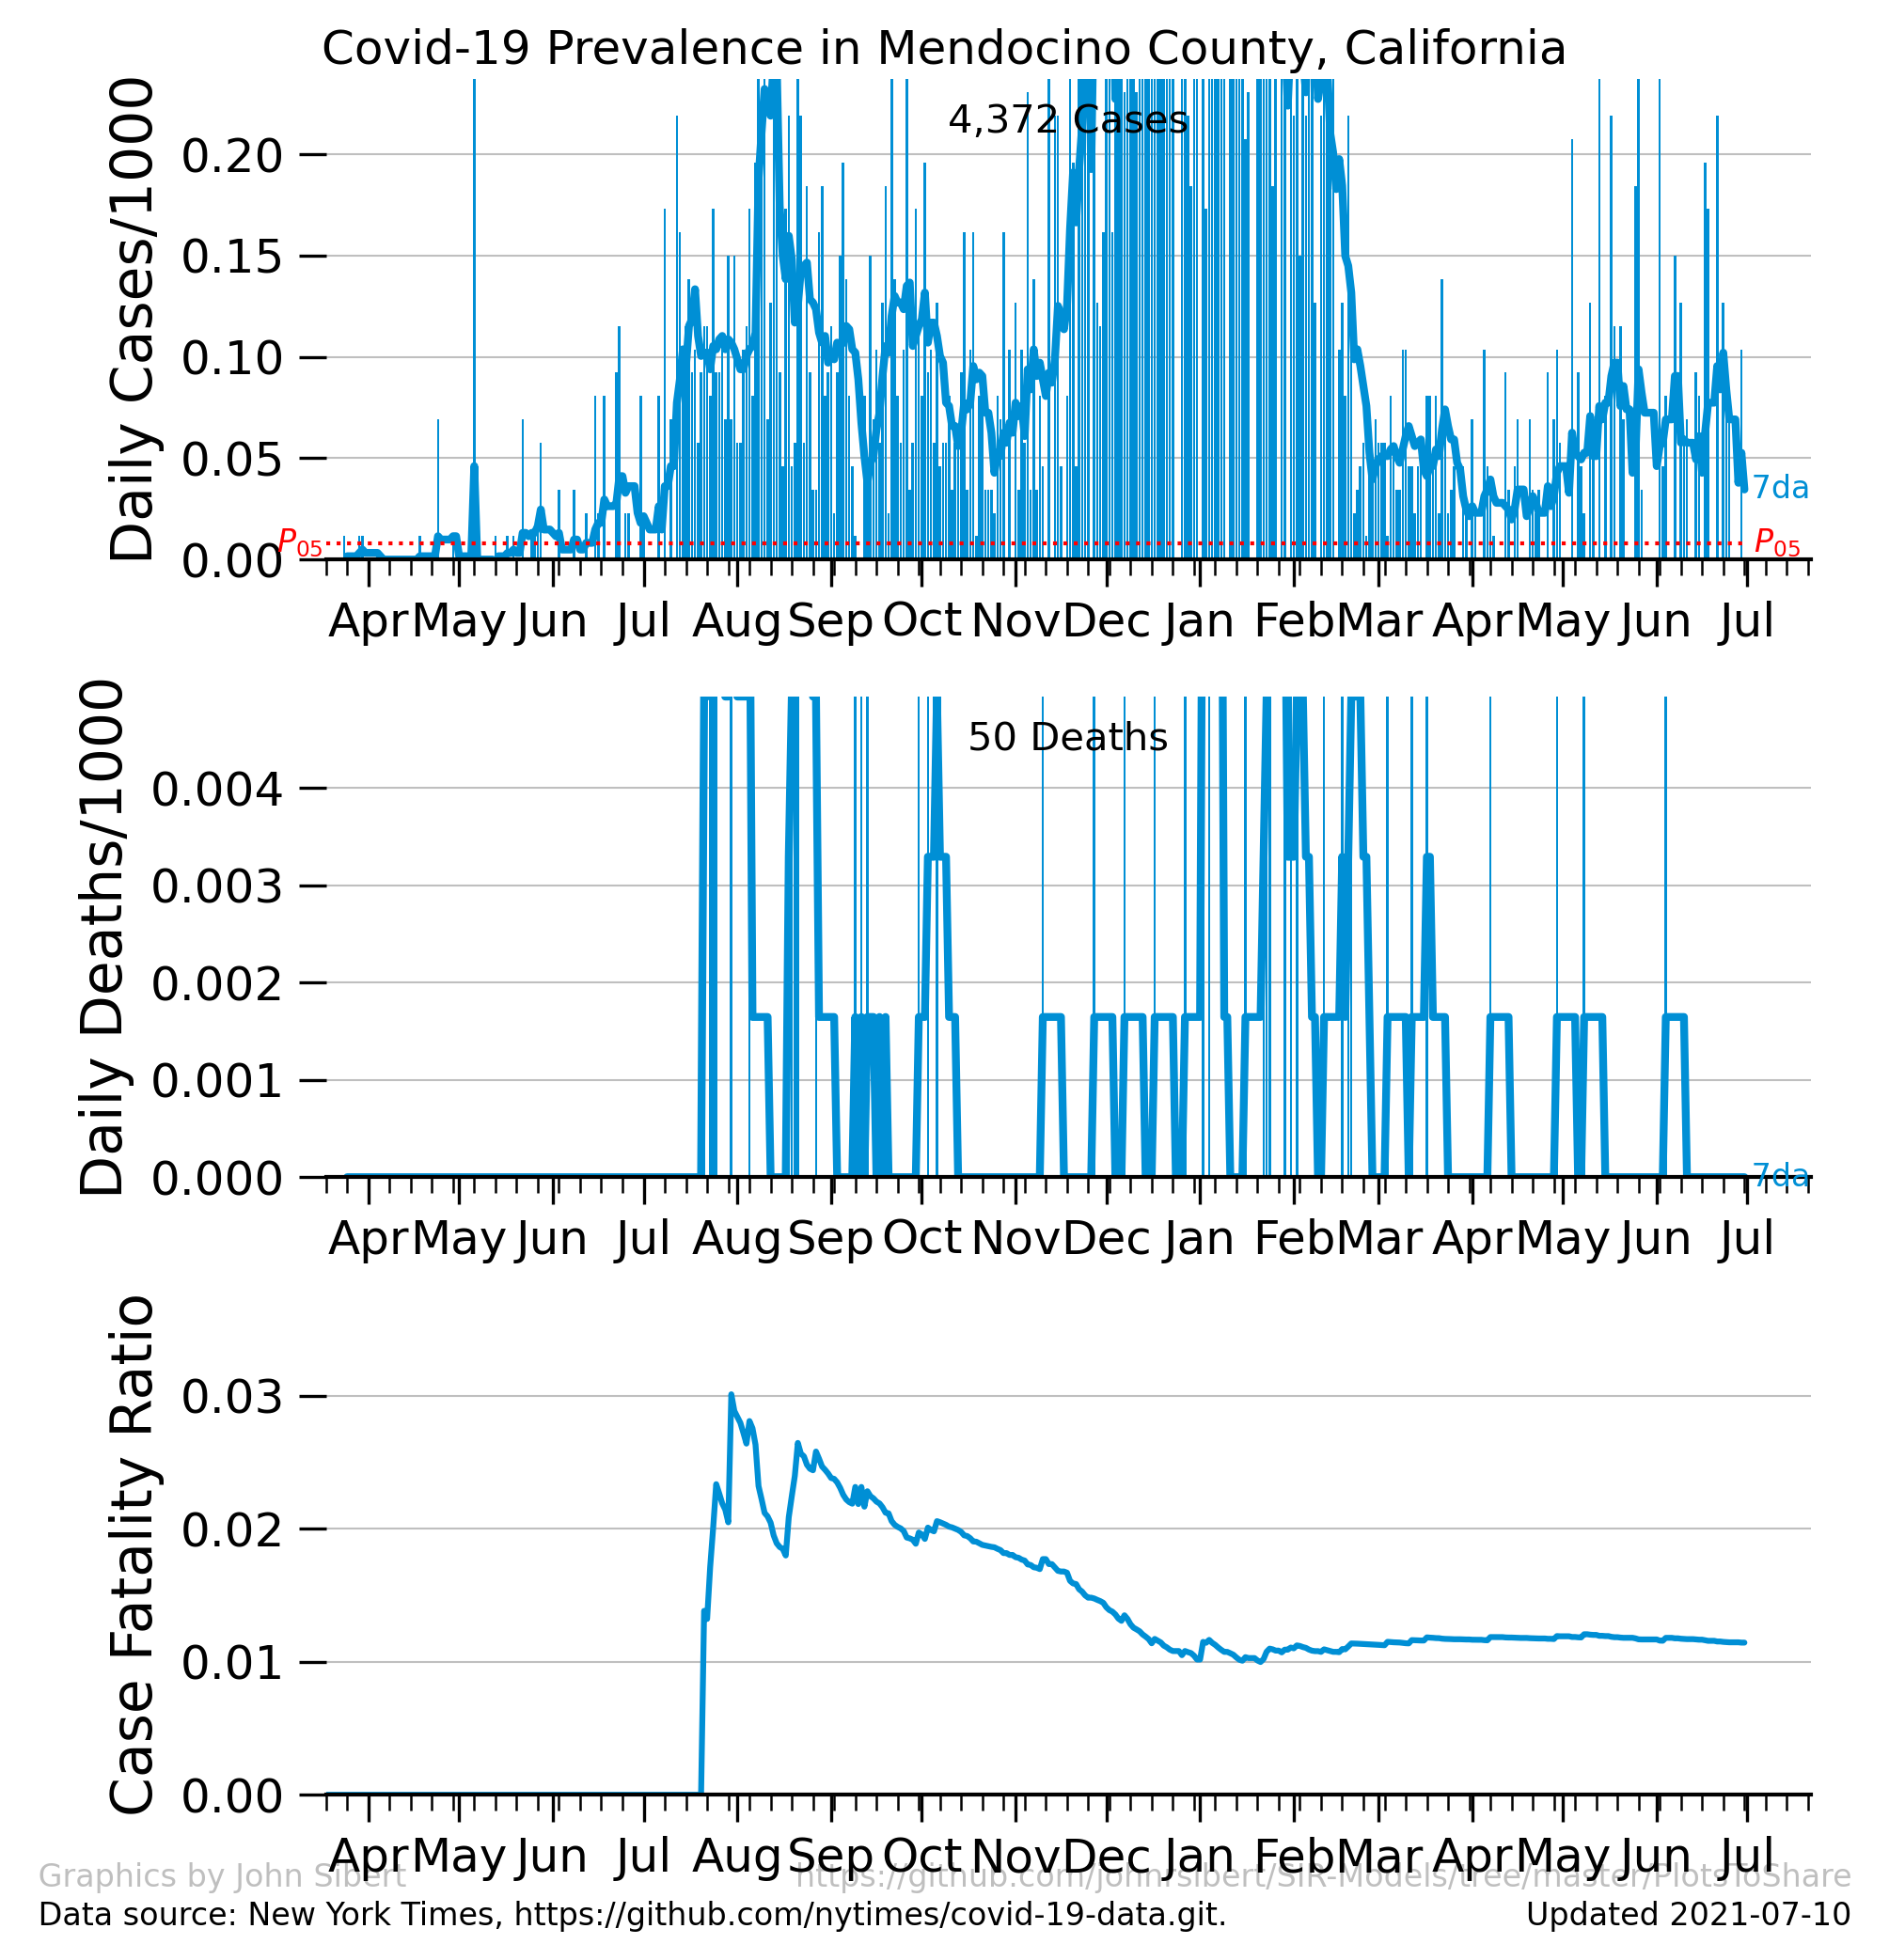 Covid-19 Prevalence in Mendocino County, California
Daily Cases/1000
4,372 Cases
0.20
0.15
0.10
0.05
0.00
P05
P05
7da
Apr May Jun Jul Aug Sep Oct Nov Dec Jan Feb Mar Apr May Jun Jul
Daily Deaths/1000
50 Deaths
0.004
0.003
0.002
0.001
0.000
7da
Apr May Jun Jul Aug Sep Oct Nov Dec Jan Feb Mar Apr May Jun Jul
Case Fatality Ratio
0.03
0.02
0.01
0.00
Apr May Jun Jul Aug Sep Oct Nov Dec Jan Feb Mar Apr May Jun Jul
Graphics by John Sibert
https://github.com/johnrsibert/SIR-Models/tree/master/PlotsToShare
Data source: New York Times, https://github.com/nytimes/covid-19-data.git.
Updated 2021-07-10